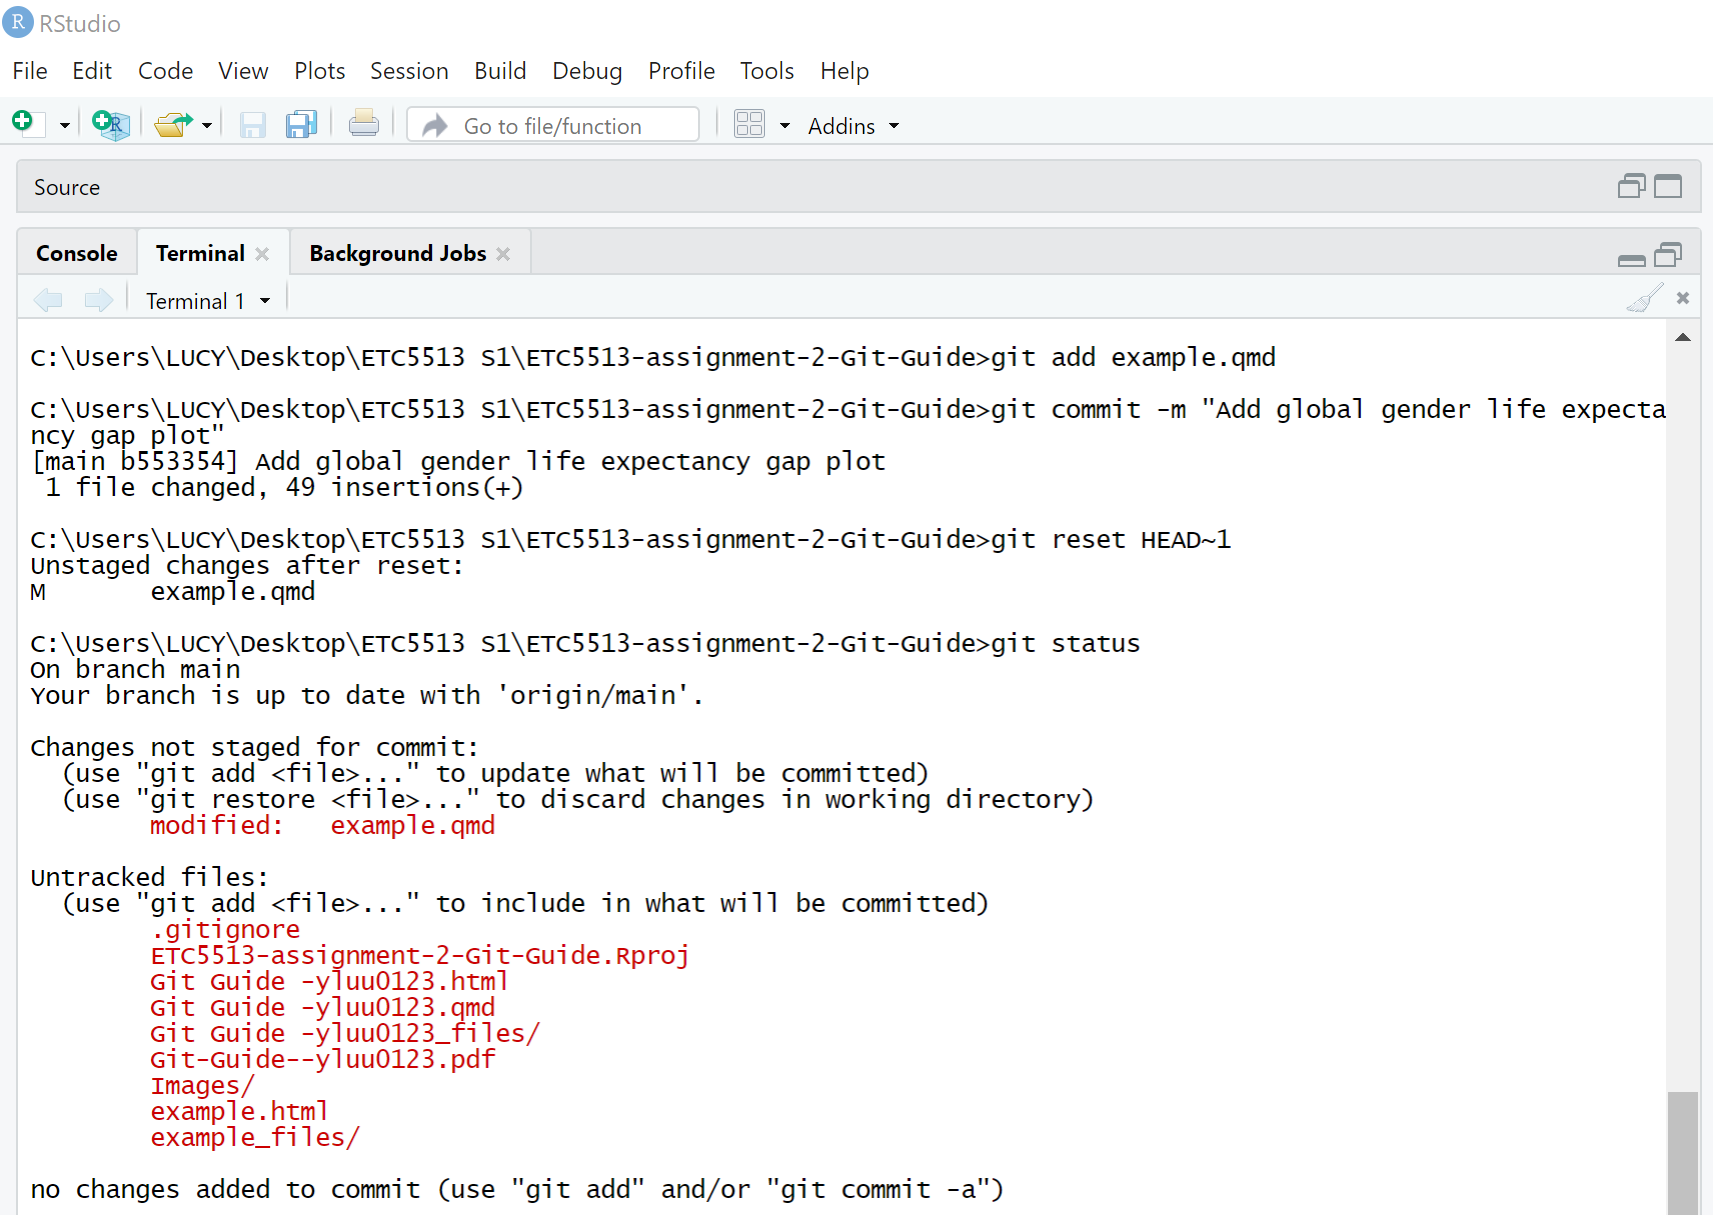 R RStudio
File Edit Code View Plots Session Build Debug Profile Tools Help
Go to file/function Addins
Source
Console Terminal Background Jobs
Terminal 1
C:\Users\LUCY\Desktop\ETC5513 S1\ETC5513-assignment-2-Git-Guide>git add example.qmd
C:\Users\LUCY\Desktop\ETC5513 S1\ETC5513-assignment-2-Git-Guide>git commit -m "Add global gender life expecta
ncy gap plot"
[main b553354] Add global gender life expectancy gap plot
 1 file changed, 49 insertions(+)
C:\Users\LUCY\Desktop\ETC5513 S1\ETC5513-assignment-2-Git-Guide>git reset HEAD~1
Unstaged changes after reset:
M       example.qmd
C:\Users\LUCY\Desktop\ETC5513 S1\ETC5513-assignment-2-Git-Guide>git status
On branch main
Your branch is up to date with 'origin/main'.
Changes not staged for commit:
  (use "git add <file>..." to update what will be committed)
  (use "git restore <file>..." to discard changes in working directory)
        modified:   example.qmd
Untracked files:
  (use "git add <file>..." to include in what will be committed)
        .gitignore
        ETC5513-assignment-2-Git-Guide.Rproj
        Git Guide -yluu0123.html
        Git Guide -yluu0123.qmd
        Git Guide -yluu0123_files/
        Git-Guide--yluu0123.pdf
        Images/
        example.html
        example_files/
no changes added to commit (use "git add" and/or "git commit -a")